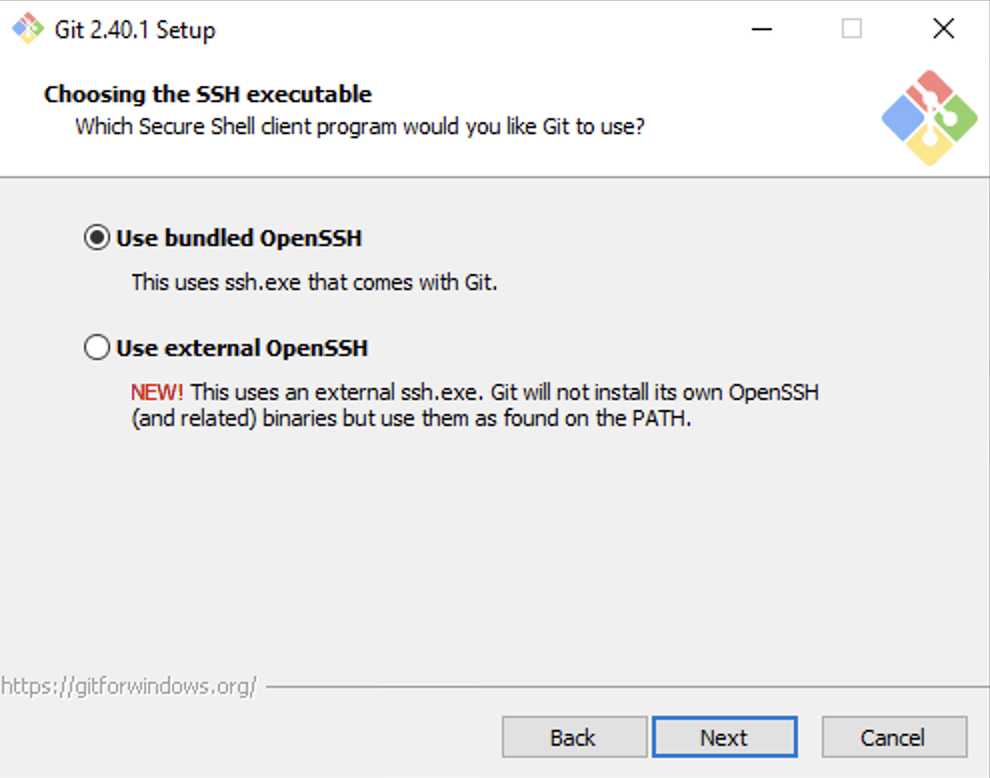 Git 2.40.1 Setup
Choosing the SSH executable
Which Secure Shell client program would you like Git to use?
Use bundled OpenSSH
This uses ssh.exe that comes with Git.
Use external OpenSSH
NEW! This uses an external ssh.exe. Git will not install its own OpenSSH
(and related) binaries but use them as found on the PATH.
https://gitforwindows.org/
Back Next Cancel